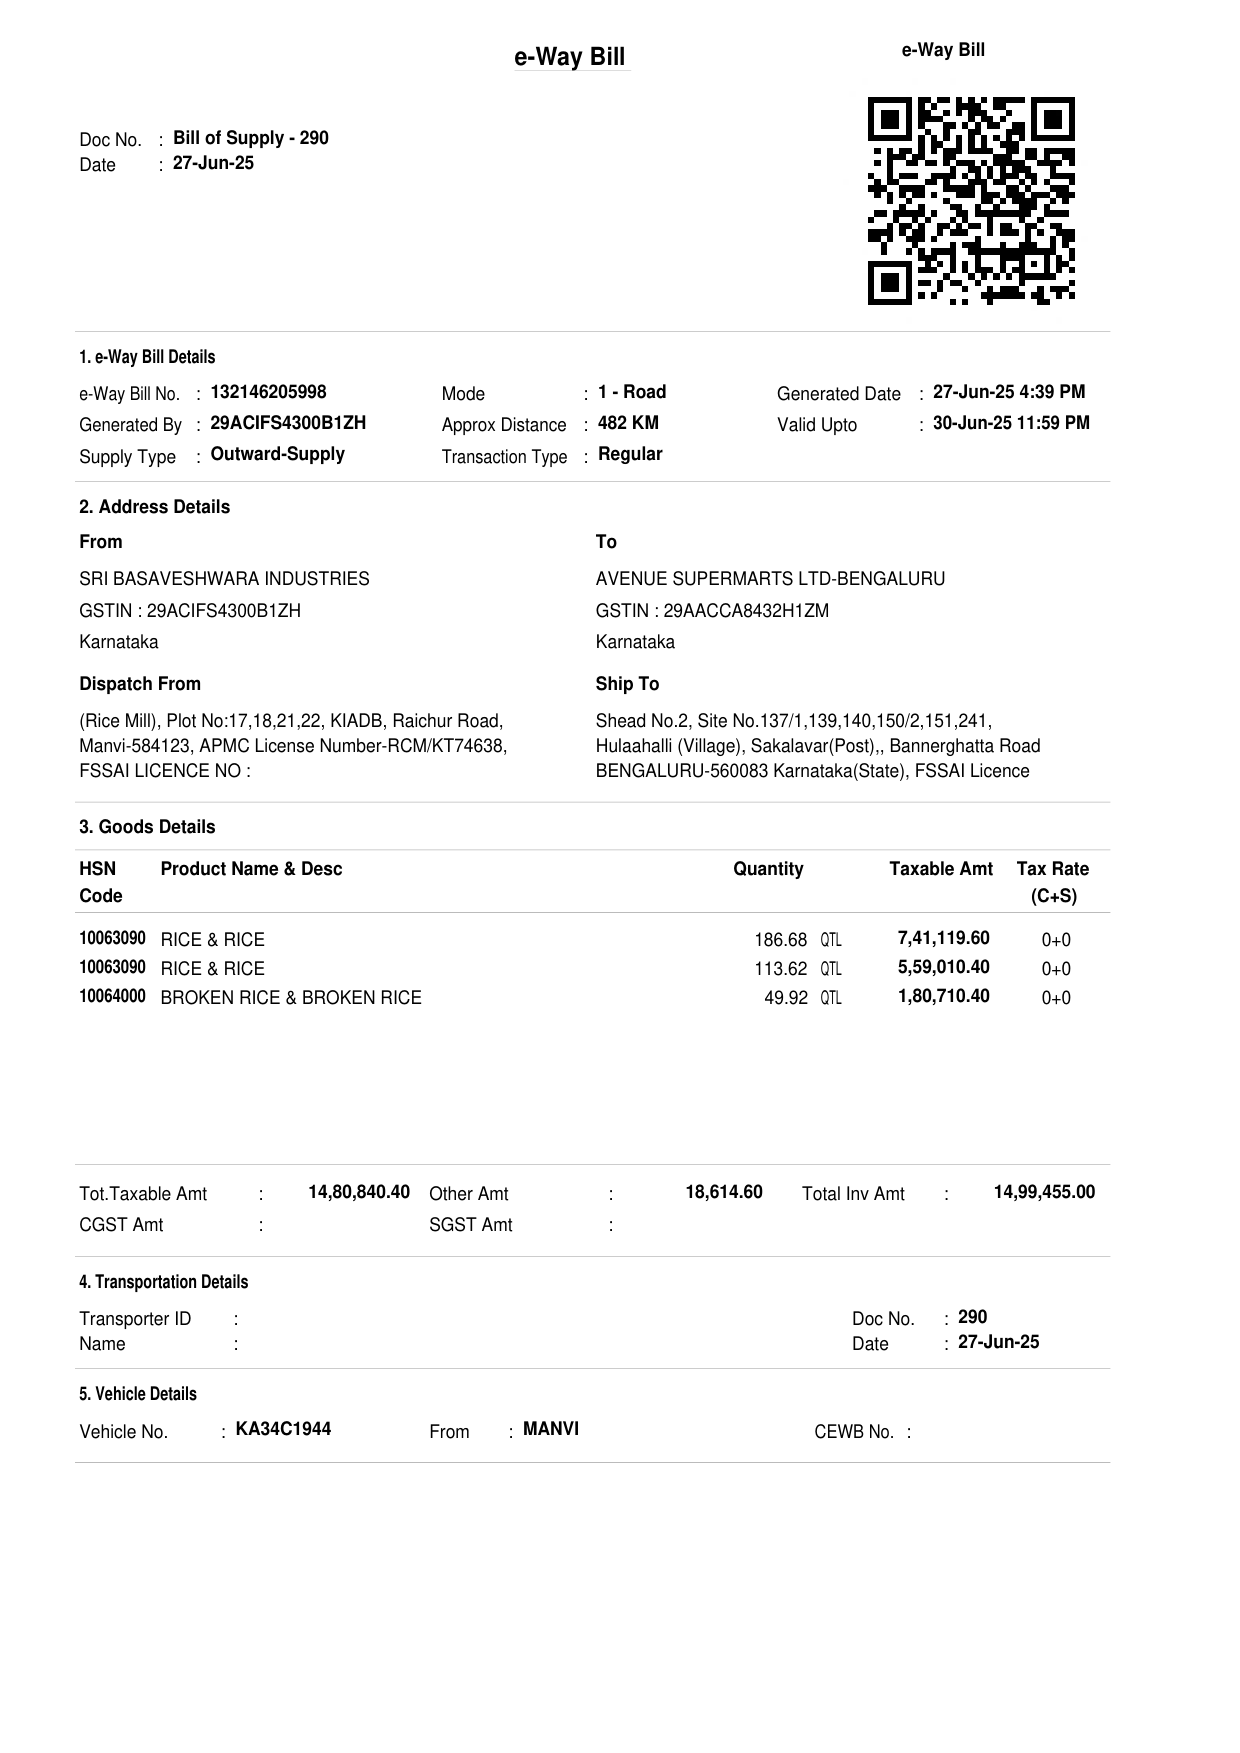 e-Way Bill
e-Way Bill
Doc No. : Bill of Supply - 290
Date : 27-Jun-25
1. e-Way Bill Details
e-Way Bill No. : 132146205998 Mode : 1 - Road Generated Date : 27-Jun-25 4:39 PM
Generated By : 29ACIFS4300B1ZH Approx Distance : 482 KM Valid Upto : 30-Jun-25 11:59 PM
Supply Type : Outward-Supply Transaction Type : Regular
2. Address Details
From To
SRI BASAVESHWARA INDUSTRIES AVENUE SUPERMARTS LTD-BENGALURU
GSTIN : 29ACIFS4300B1ZH GSTIN : 29AACCA8432H1ZM
Karnataka Karnataka
Dispatch From Ship To
(Rice Mill), Plot No:17,18,21,22, KIADB, Raichur Road, Shead No.2, Site No.137/1,139,140,150/2,151,241,
Manvi-584123, APMC License Number-RCM/KT74638, Hulaahalli (Village), Sakalavar(Post),, Bannerghatta Road
FSSAI LICENCE NO : BENGALURU-560083 Karnataka(State), FSSAI Licence
3. Goods Details
HSN Product Name & Desc Quantity Taxable Amt Tax Rate
Code (C+S)
10063090 RICE & RICE 186.68 QTL 7,41,119.60 0+0
10063090 RICE & RICE 113.62 QTL 5,59,010.40 0+0
10064000 BROKEN RICE & BROKEN RICE 49.92 QTL 1,80,710.40 0+0
Tot.Taxable Amt : 14,80,840.40 Other Amt : 18,614.60 Total Inv Amt : 14,99,455.00
CGST Amt : SGST Amt :
4. Transportation Details
Transporter ID : Doc No. : 290
Name : Date : 27-Jun-25
5. Vehicle Details
Vehicle No. : KA34C1944 From : MANVI CEWB No. :